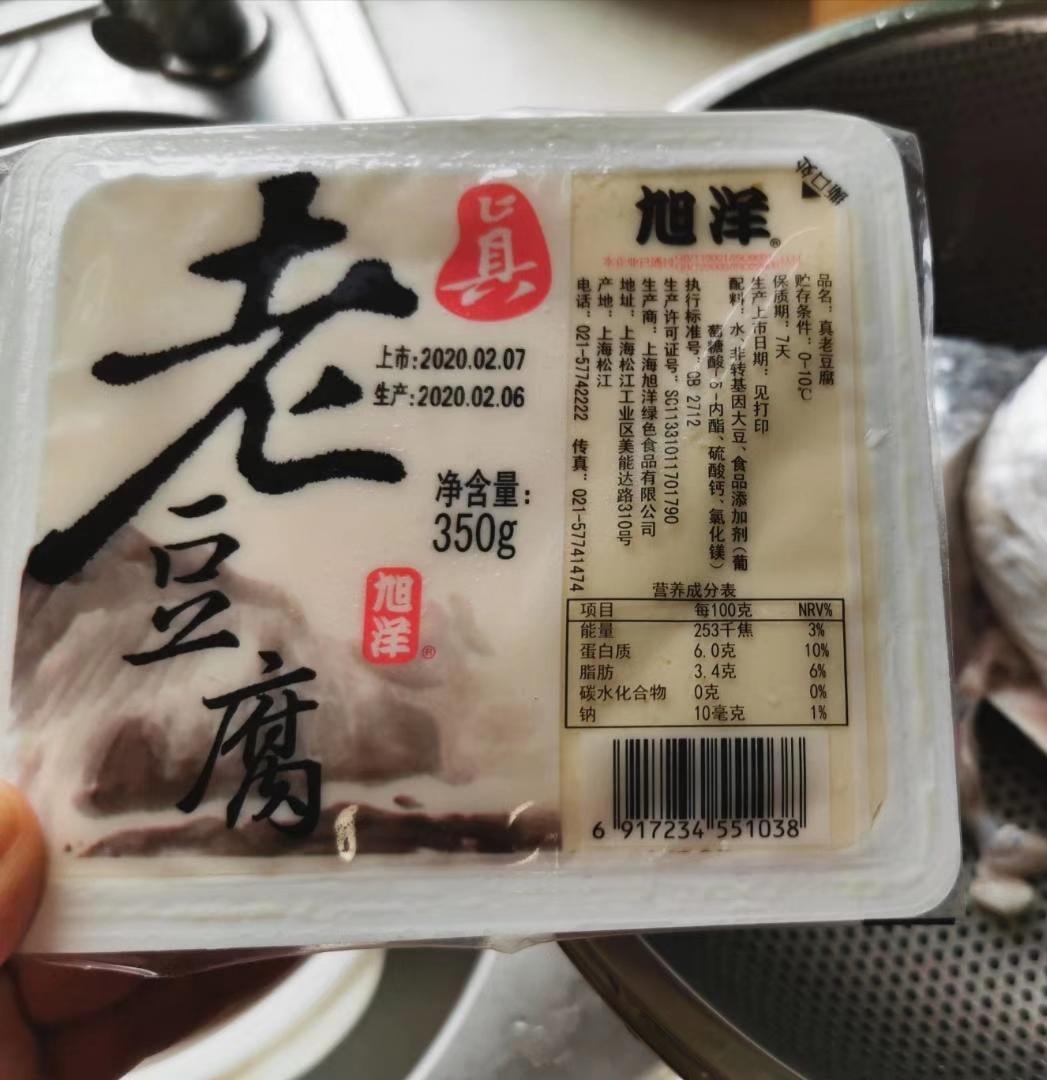 老豆腐
真
上市:2020.02.07
生产:2020.02.06
净含量:
350g
旭洋®
旭洋®
撕口处
品名：真老豆腐
贮存条件：0-10℃
保质期：7天
生产上市日期：见打印
配料：水、非转基因大豆、食品添加剂（葡
萄糖酸-δ-内酯、硫酸钙、氯化镁）
执行标准号：GB 2712
生产许可证号：SC11331011701790
生产商：上海旭洋绿色食品有限公司
地址：上海松江工业区美能达路310号
产地：上海松江
电话：021-57742222 传真：021-57741474
营养成分表
项目 每100克 NRV%
能量 253千焦 3%
蛋白质 6.0克 10%
脂肪 3.4克 6%
碳水化合物 0克 0%
钠 10毫克 1%
6 917234 551038